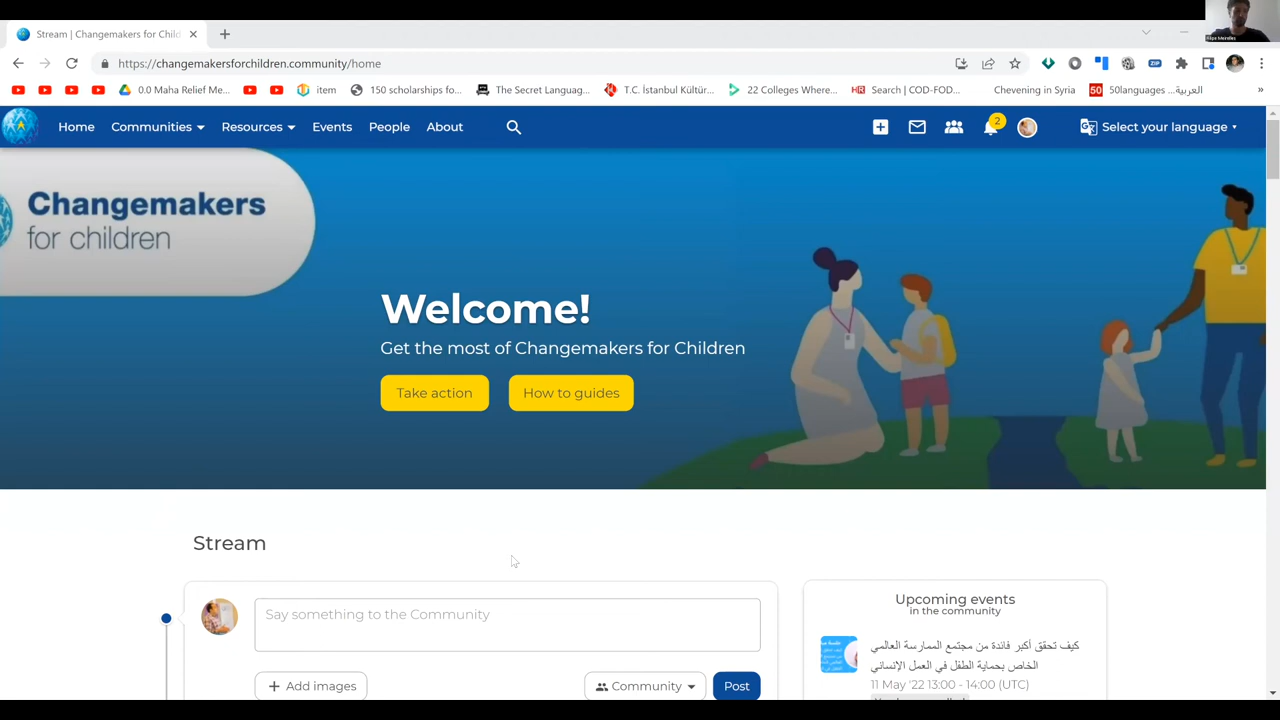 Stream | Changemakers for Child
https://changemakersforchildren.community/home
0.0 Maha Relief Me...
item
150 scholarships fo...
The Secret Languag...
T.C. İstanbul Kültür...
22 Colleges Where...
HR Search | COD-FOD...
Chevening in Syria
50 50languages ...العربية
»
Home
Communities
Resources
Events
People
About
2
Select your language
Changemakers
for children
Welcome!
Get the most of Changemakers for Children
Take action
How to guides
Stream
Say something to the Community
+ Add images
Community
Post
Upcoming events
in the community
كيف تحقق أكبر فائدة من مجتمع الممارسة العالمي
الخاص بحماية الطفل في العمل الإنساني
11 May '22 13:00 - 14:00 (UTC)